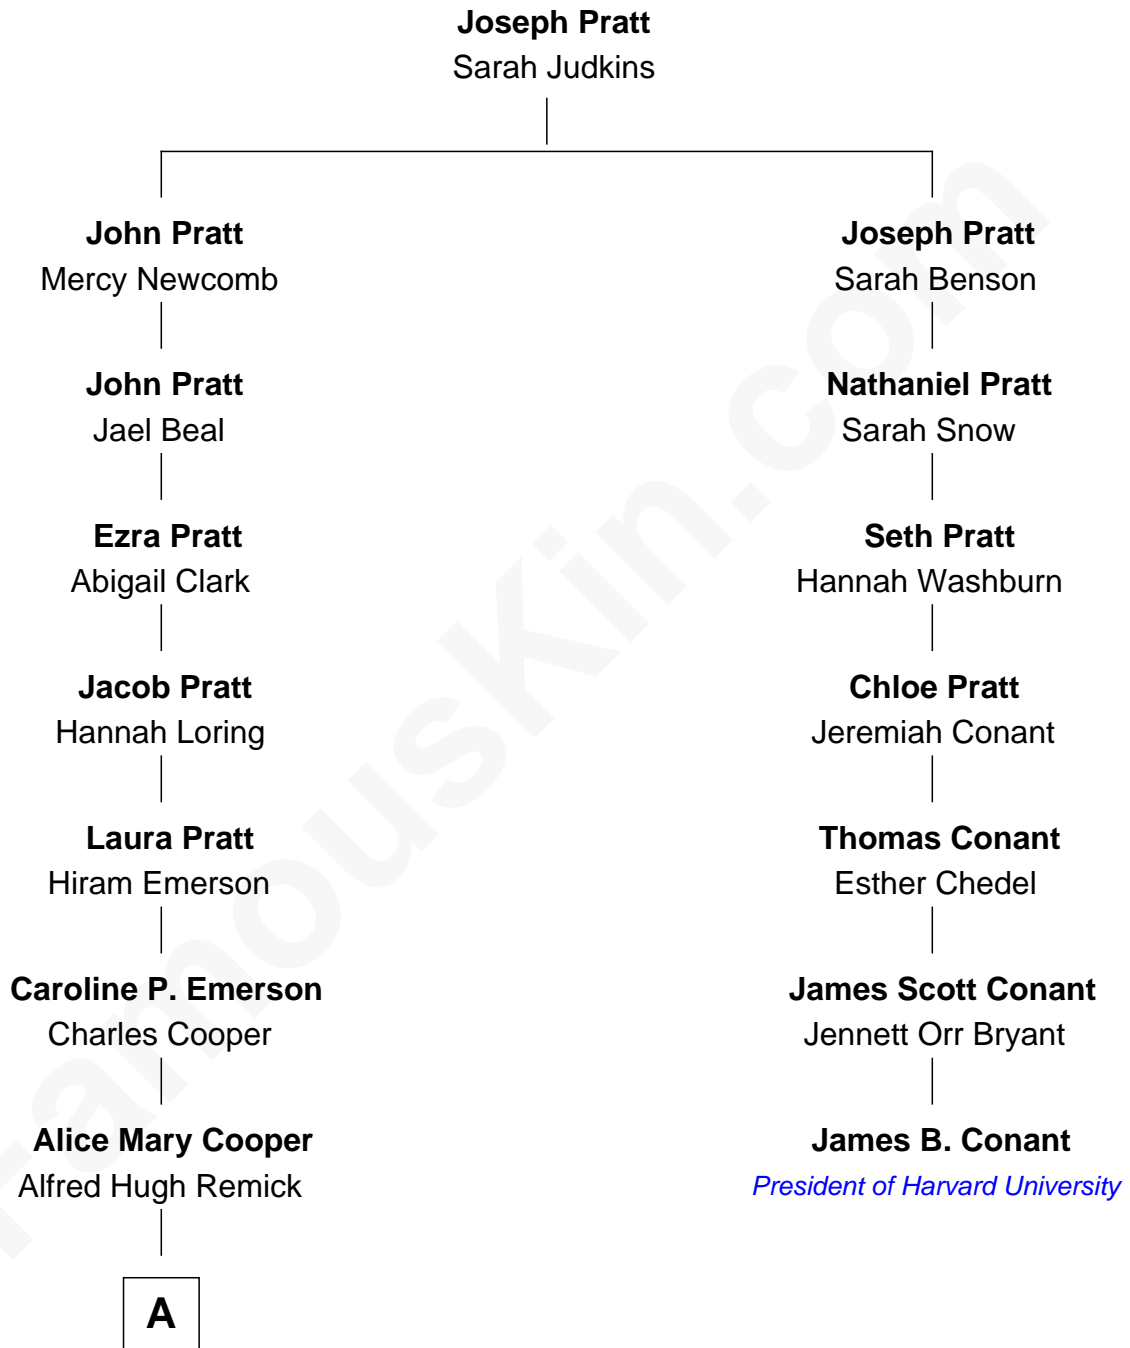 Joseph Pratt
Sarah Judkins
John Pratt
Mercy Newcomb
Joseph Pratt
Sarah Benson
John Pratt
Jael Beal
Nathaniel Pratt
Sarah Snow
Ezra Pratt
Abigail Clark
Seth Pratt
Hannah Washburn
Jacob Pratt
Hannah Loring
Chloe Pratt
Jeremiah Conant
Laura Pratt
Hiram Emerson
Thomas Conant
Esther Chedel
Caroline P. Emerson
Charles Cooper
James Scott Conant
Jennett Orr Bryant
Alice Mary Cooper
Alfred Hugh Remick
James B. Conant
President of Harvard University
A
FamousKin.com